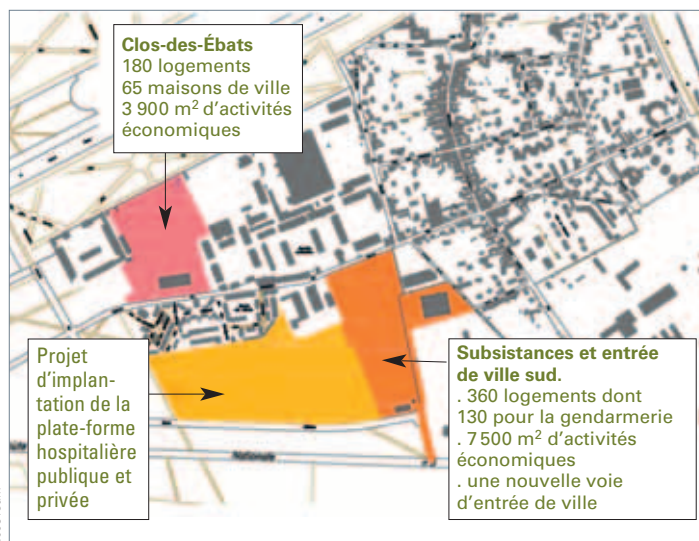 Clos-des-Ébats
180 logements
65 maisons de ville
3 900 m² d'activités
économiques
Projet
d'implan-
tation de la
plate-forme
hospitalière
publique et
privée
Subsistances et entrée
de ville sud.
. 360 logements dont
130 pour la gendarmerie
. 7 500 m² d'activités
économiques
. une nouvelle voie
d'entrée de ville
Nationale